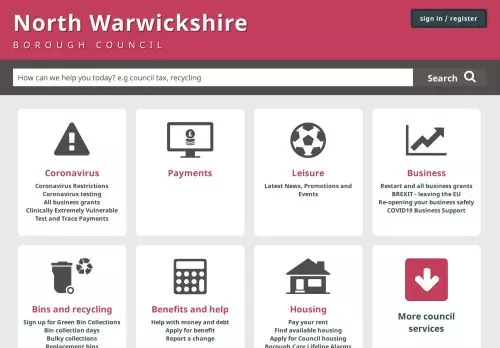 North Warwickshire
BOROUGH COUNCIL
sign in / register
How can we help you today? e.g council tax, recycling
Search
Coronavirus
Coronavirus Restrictions
Coronavirus testing
All business grants
Clinically Extremely Vulnerable
Test and Trace Payments
Payments
Leisure
Latest News, Promotions and
Events
Business
Restart and all business grants
BREXIT - leaving the EU
Re-opening your business safely
COVID19 Business Support
Bins and recycling
Sign up for Green Bin Collections
Bin collection days
Bulky collections
Replacement bins
Benefits and help
Help with money and debt
Apply for benefit
Report a change
Housing
Pay your rent
Find available housing
Apply for Council housing
Borough Care Lifeline Alarms
More council
services